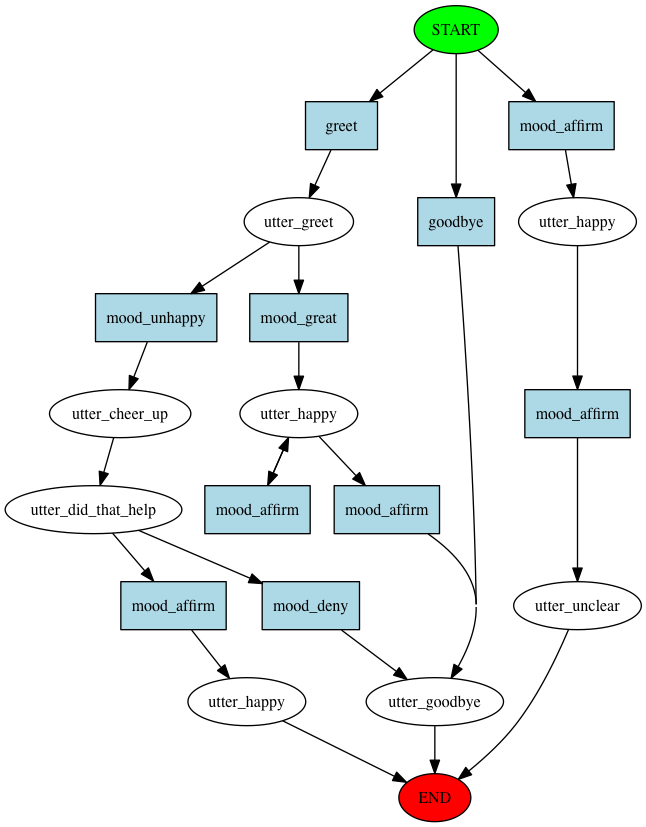 START
greet
mood_affirm
utter_greet
goodbye
utter_happy
mood_unhappy
mood_great
utter_cheer_up
utter_happy
mood_affirm
utter_did_that_help
mood_affirm
mood_affirm
mood_affirm
mood_deny
utter_unclear
utter_happy
utter_goodbye
END